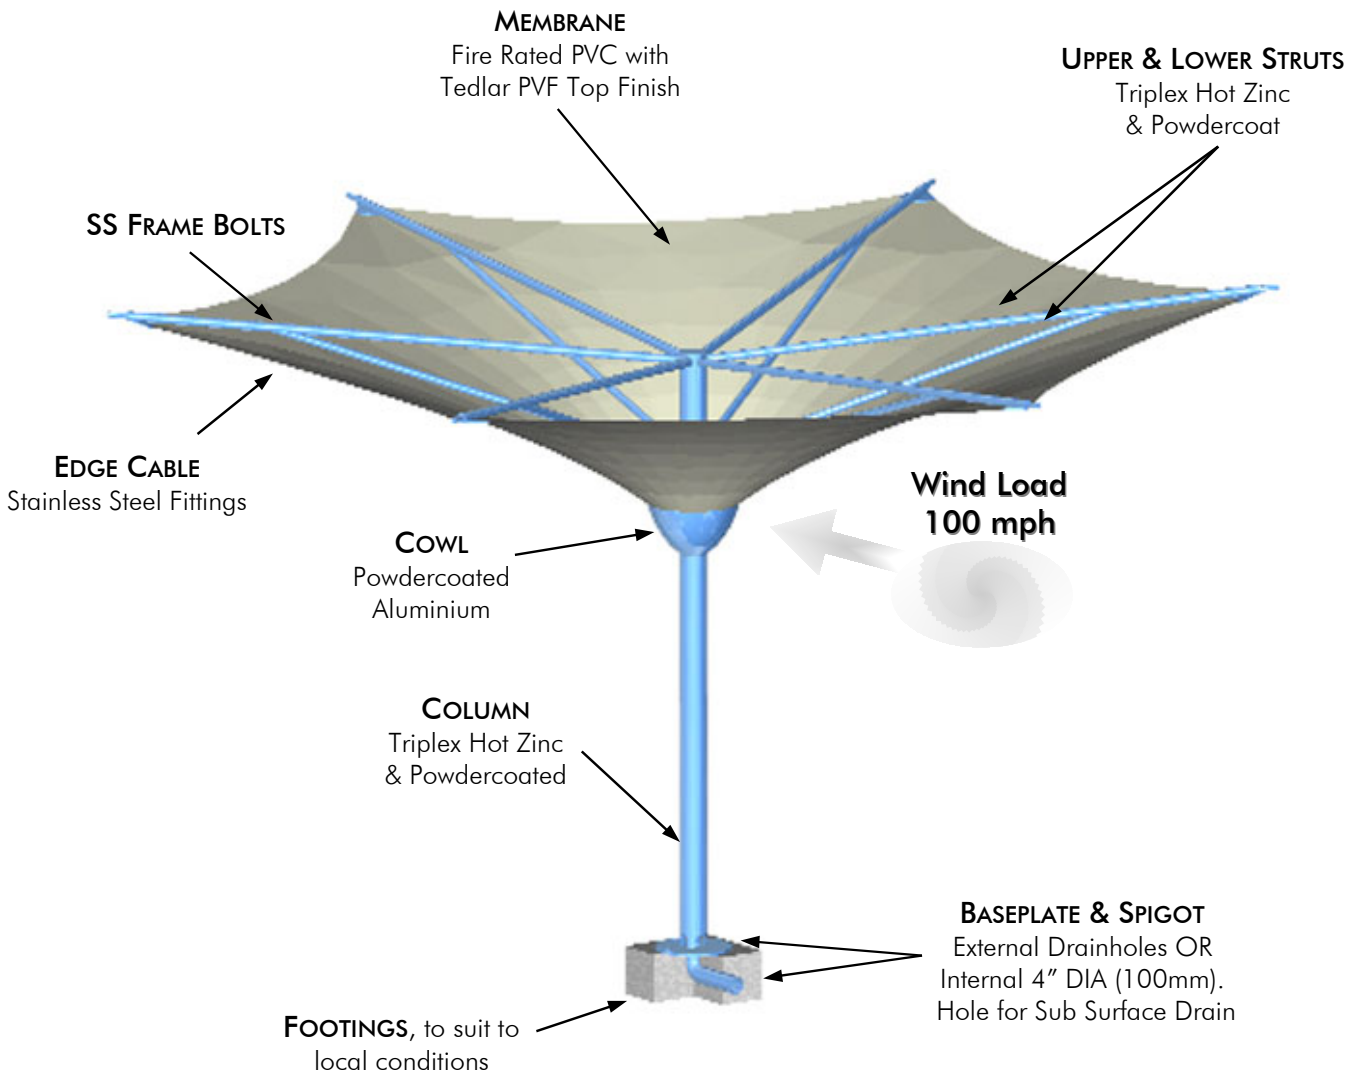 MEMBRANE
Fire Rated PVC with
Tedlar PVF Top Finish
UPPER & LOWER STRUTS
Triplex Hot Zinc
& Powdercoat
SS FRAME BOLTS
EDGE CABLE
Stainless Steel Fittings
Wind Load
100 mph
COWL
Powdercoated
Aluminium
COLUMN
Triplex Hot Zinc
& Powdercoated
BASEPLATE & SPIGOT
External Drainholes OR
Internal 4” DIA (100mm).
Hole for Sub Surface Drain
FOOTINGS, to suit to
local conditions